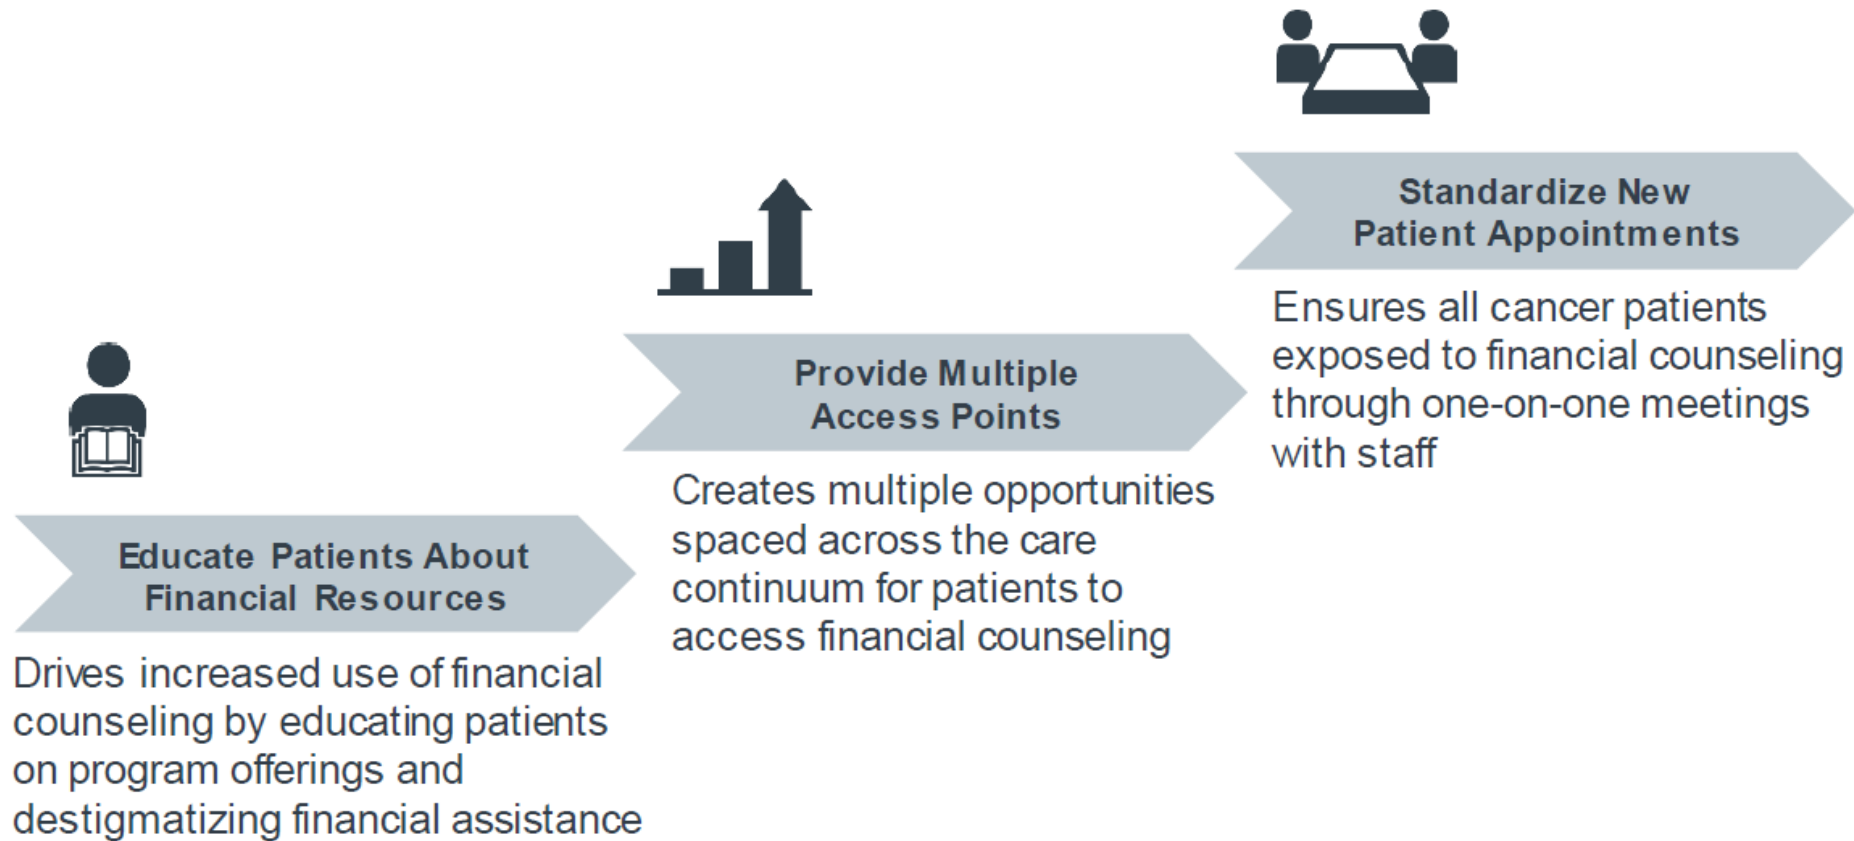 Educate Patients About
Financial Resources
Drives increased use of financial
counseling by educating patients
on program offerings and
destigmatizing financial assistance
Provide Multiple
Access Points
Creates multiple opportunities
spaced across the care
continuum for patients to
access financial counseling
Standardize New
Patient Appointments
Ensures all cancer patients
exposed to financial counseling
through one-on-one meetings
with staff